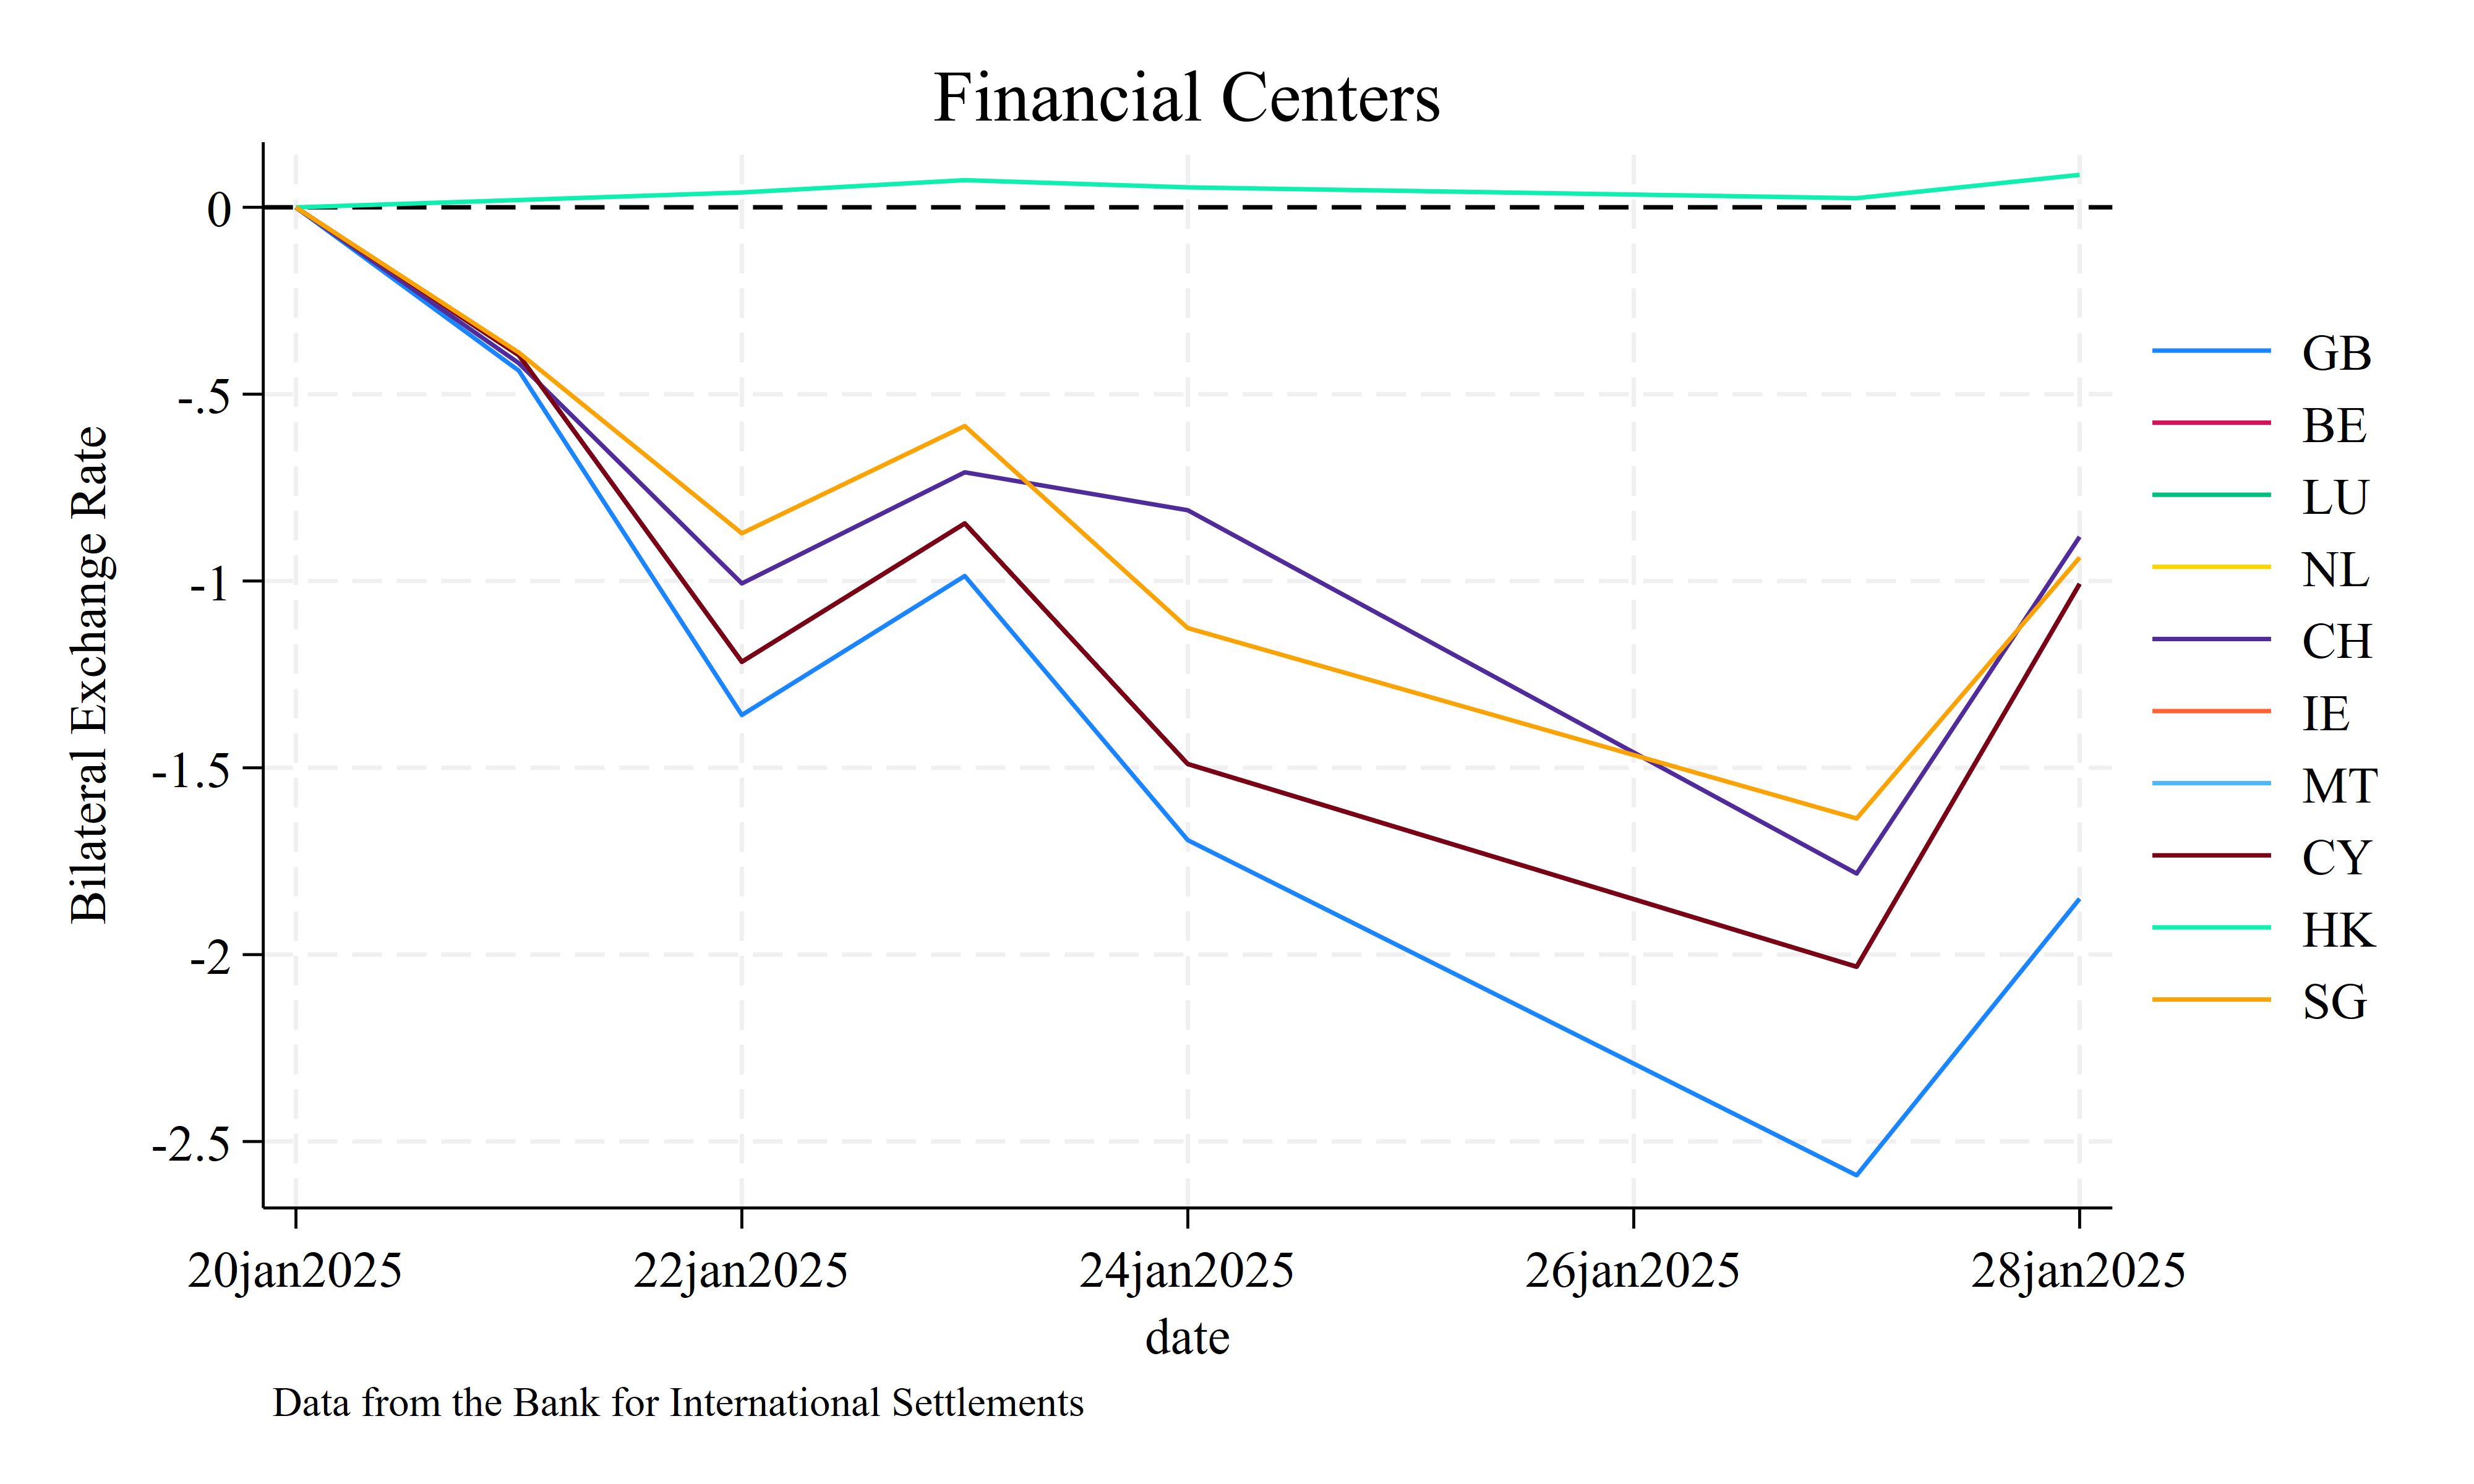 Financial Centers
Bilateral Exchange Rate
0
-.5
-1
-1.5
-2
-2.5
20jan2025
22jan2025
24jan2025
26jan2025
28jan2025
date
GB
BE
LU
NL
CH
IE
MT
CY
HK
SG
Data from the Bank for International Settlements